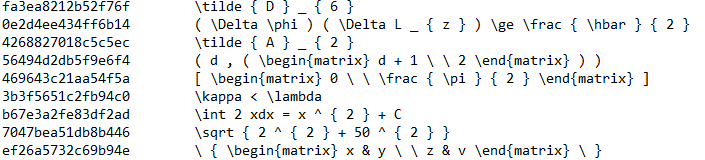 fa3ea8212b52f76f \tilde { D } _ { 6 }
0e2d4ee434ff6b14 ( \Delta \phi ) ( \Delta L _ { z } ) \ge \frac { \hbar } { 2 }
4268827018c5c5ec \tilde { A } _ { 2 }
56494d2db5f9e6f4 ( d , ( \begin{matrix} d + 1 \ \ 2 \end{matrix} ) )
469643c21aa54f5a [ \begin{matrix} 0 \ \ \frac { \pi } { 2 } \end{matrix} ]
3b3f5651c2fb94c0 \kappa < \lambda
b67e3a2fe83df2ad \int 2 xdx = x ^ { 2 } + C
7047bea51db8b446 \sqrt { 2 ^ { 2 } + 50 ^ { 2 } }
ef26a5732c69b94e \ { \begin{matrix} x & y \ \ z & v \end{matrix} \ }